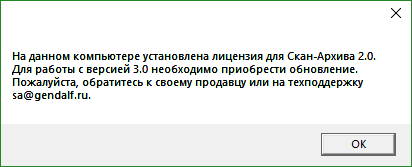 На данном компьютере установлена лицензия для Скан-Архива 2.0.
Для работы с версией 3.0 необходимо приобрести обновление.
Пожалуйста, обратитесь к своему продавцу или на техподдержку
sa@gendalf.ru.
ОК